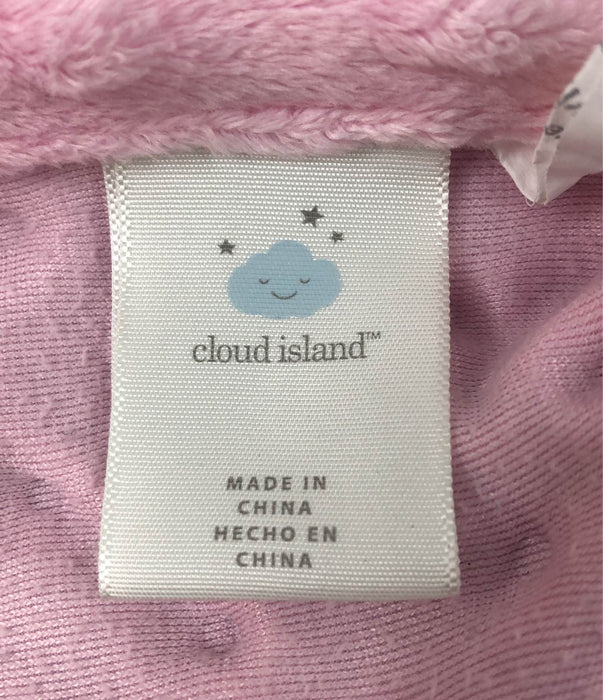 cloud island™
MADE IN
CHINA
HECHO EN
CHINA